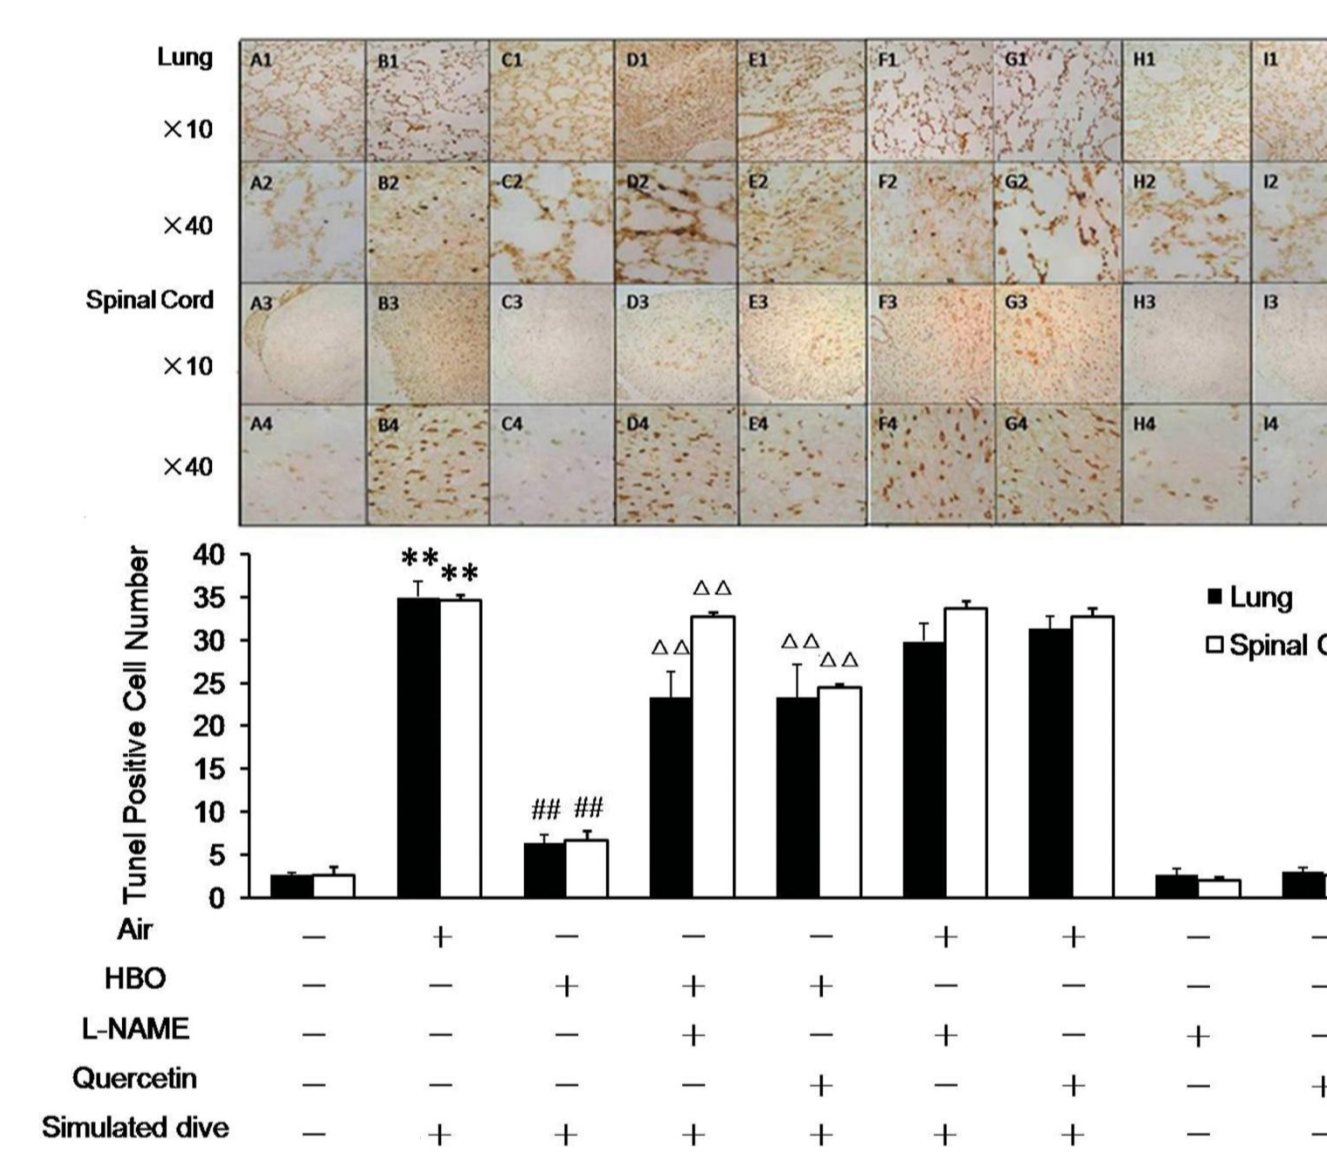 Lung A1 B1 C1 D1 E1 F1 G1 H1 I1
×10
A2 B2 C2 D2 E2 F2 G2 H2 I2
×40
Spinal Cord A3 B3 C3 D3 E3 F3 G3 H3 I3
×10
A4 B4 C4 D4 E4 F4 G4 H4 I4
×40
Tunel Positive Cell Number
40
35
30
25
20
15
10
5
0
** **
## ##
△△ △△
△△ △△
Lung
Spinal C
Air − + − − − + + − −
HBO − − + + + − − − −
L-NAME − − − + − + − + −
Quercetin − − − − + − + − +
Simulated dive − + + + + + + − −